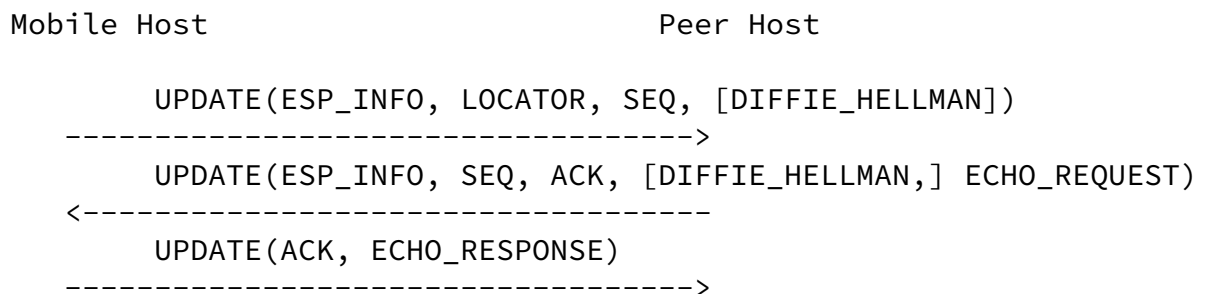 Mobile Host                         Peer Host
UPDATE(ESP_INFO, LOCATOR, SEQ, [DIFFIE_HELLMAN])
----------------------------------->
UPDATE(ESP_INFO, SEQ, ACK, [DIFFIE_HELLMAN,] ECHO_REQUEST)
<-----------------------------------
UPDATE(ACK, ECHO_RESPONSE)
----------------------------------->